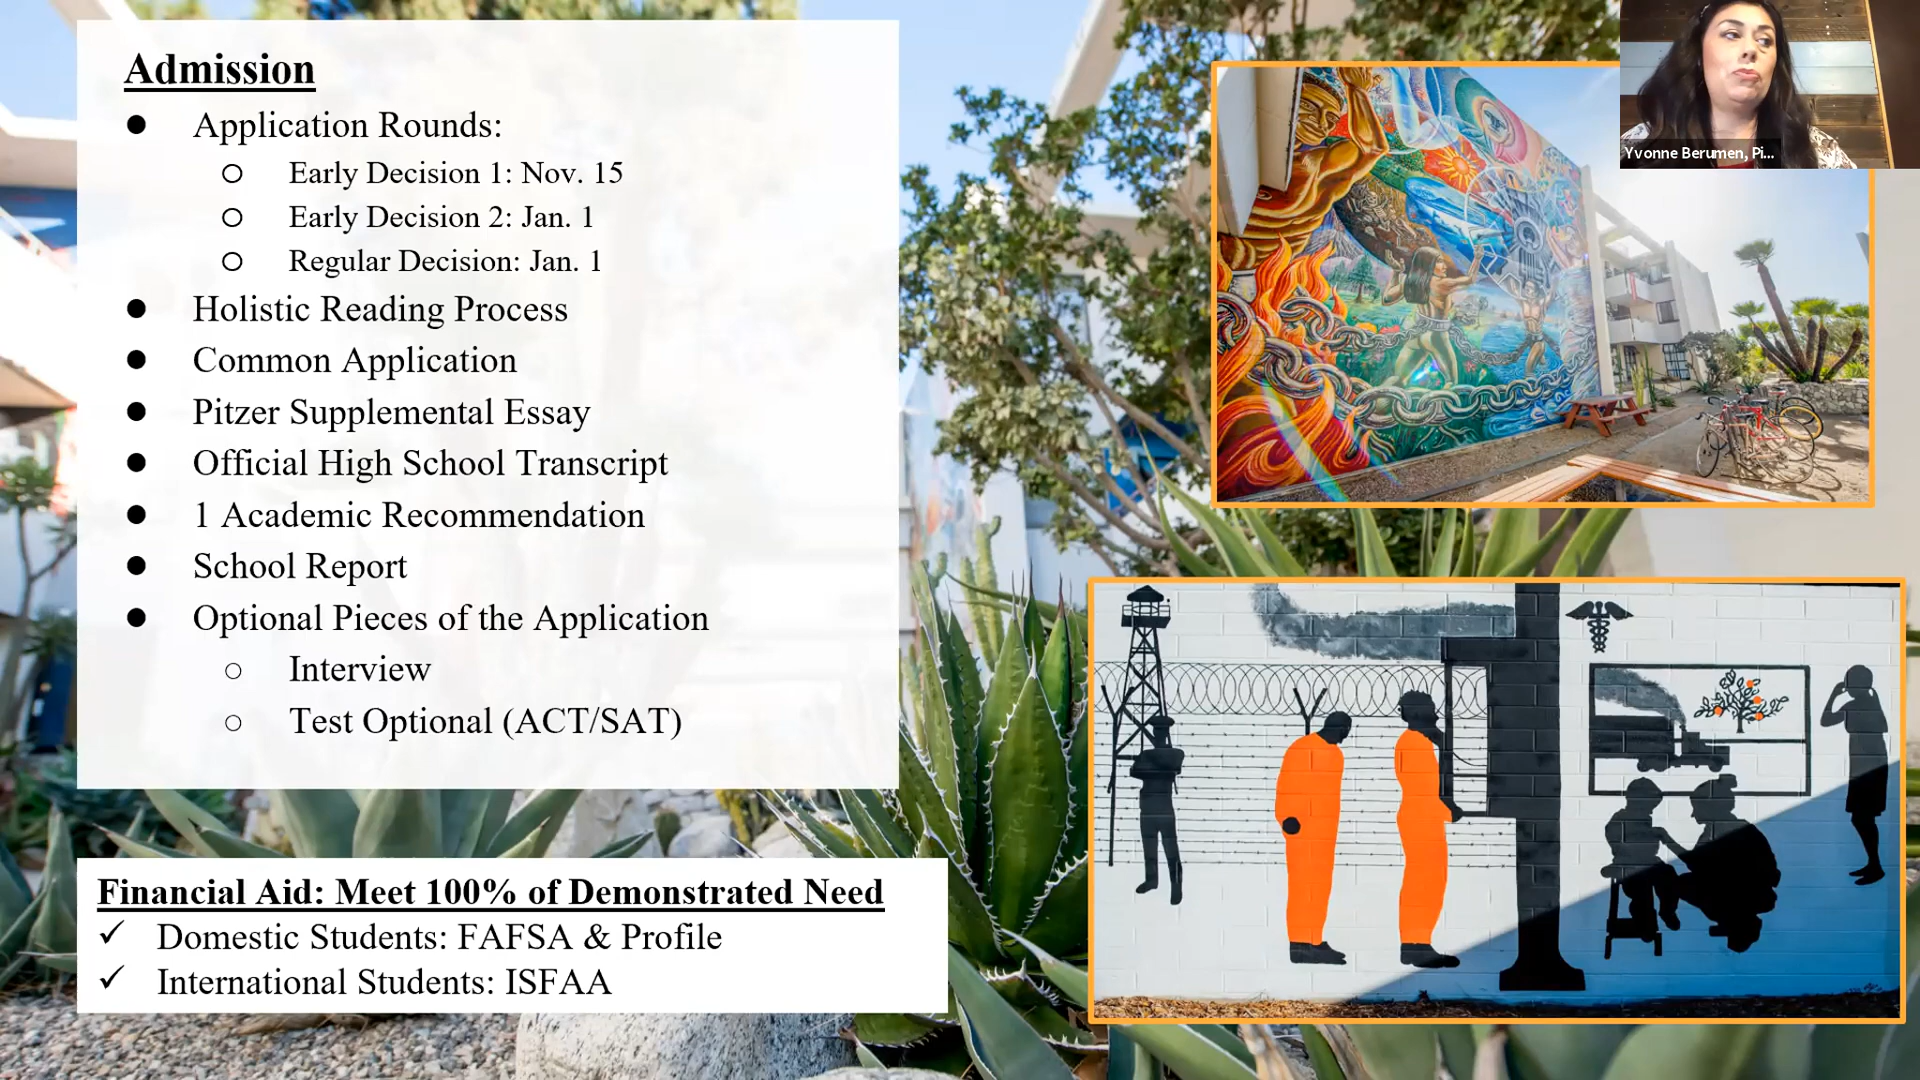 Admission
● Application Rounds:
○ Early Decision 1: Nov. 15
○ Early Decision 2: Jan. 1
○ Regular Decision: Jan. 1
● Holistic Reading Process
● Common Application
● Pitzer Supplemental Essay
● Official High School Transcript
● 1 Academic Recommendation
● School Report
● Optional Pieces of the Application
○ Interview
○ Test Optional (ACT/SAT)
Financial Aid: Meet 100% of Demonstrated Need
✓ Domestic Students: FAFSA & Profile
✓ International Students: ISFAA
Yvonne Berumen, Pi...